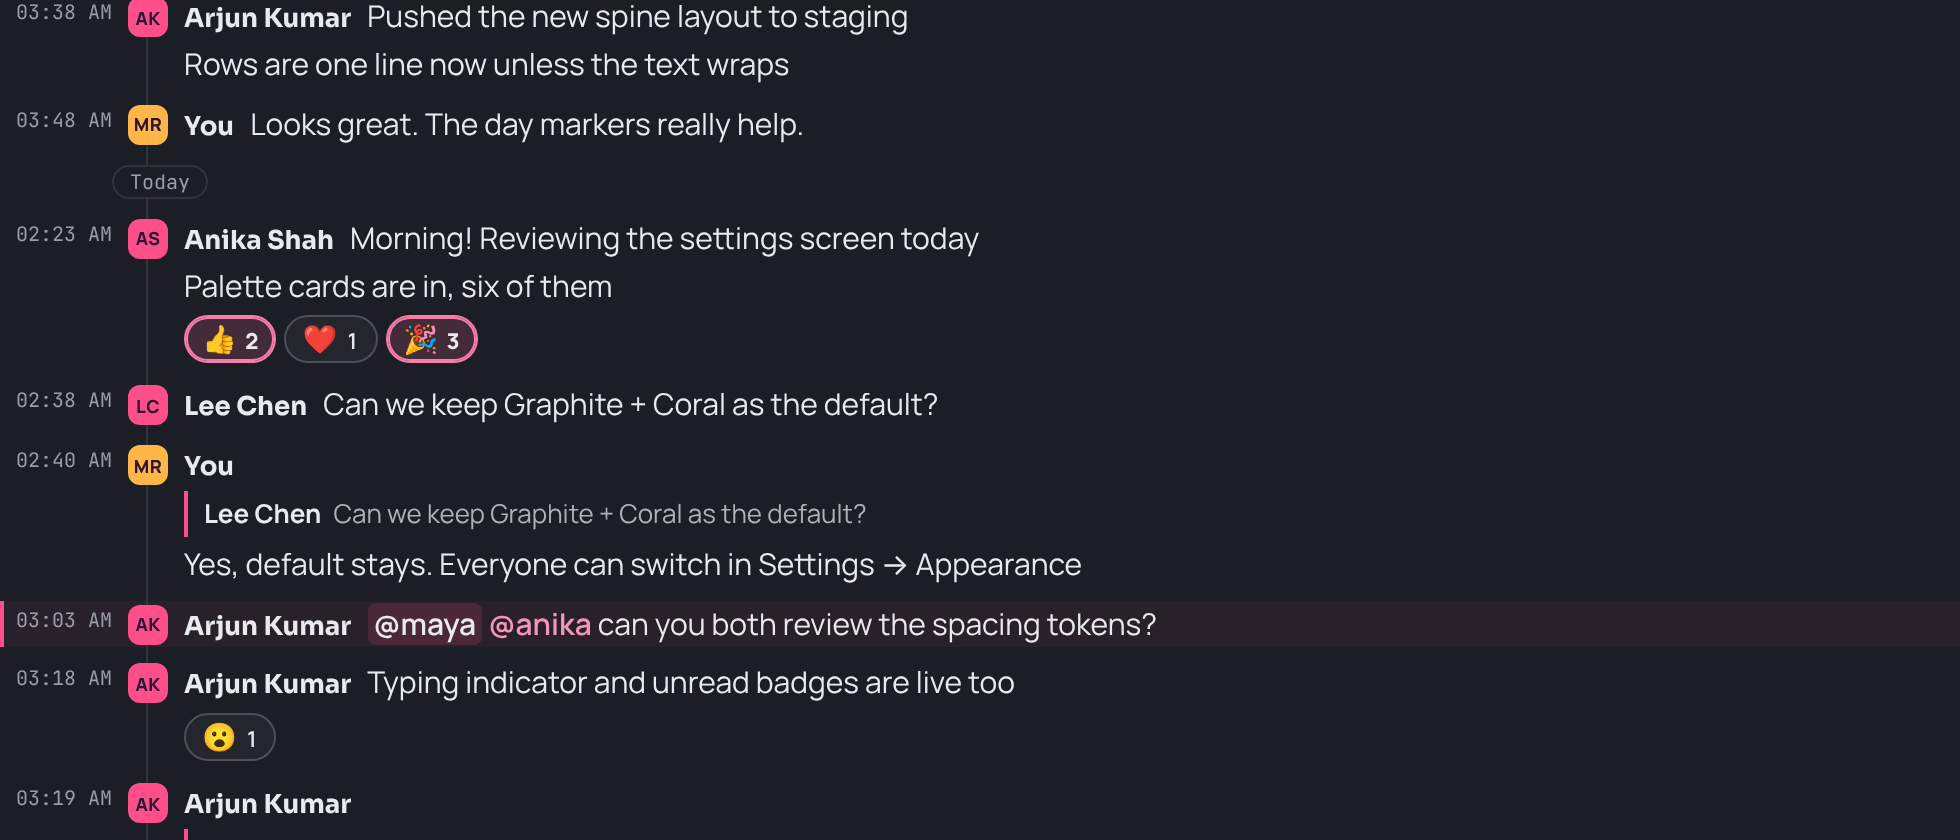 03:38 AM AK Arjun Kumar Pushed the new spine layout to staging
Rows are one line now unless the text wraps
03:48 AM MR You Looks great. The day markers really help.
Today
02:23 AM AS Anika Shah Morning! Reviewing the settings screen today
Palette cards are in, six of them
👍 2 ❤️ 1 🎉 3
02:38 AM LC Lee Chen Can we keep Graphite + Coral as the default?
02:40 AM MR You
Lee Chen Can we keep Graphite + Coral as the default?
Yes, default stays. Everyone can switch in Settings → Appearance
03:03 AM AK Arjun Kumar @maya @anika can you both review the spacing tokens?
03:18 AM AK Arjun Kumar Typing indicator and unread badges are live too
😮 1
03:19 AM AK Arjun Kumar